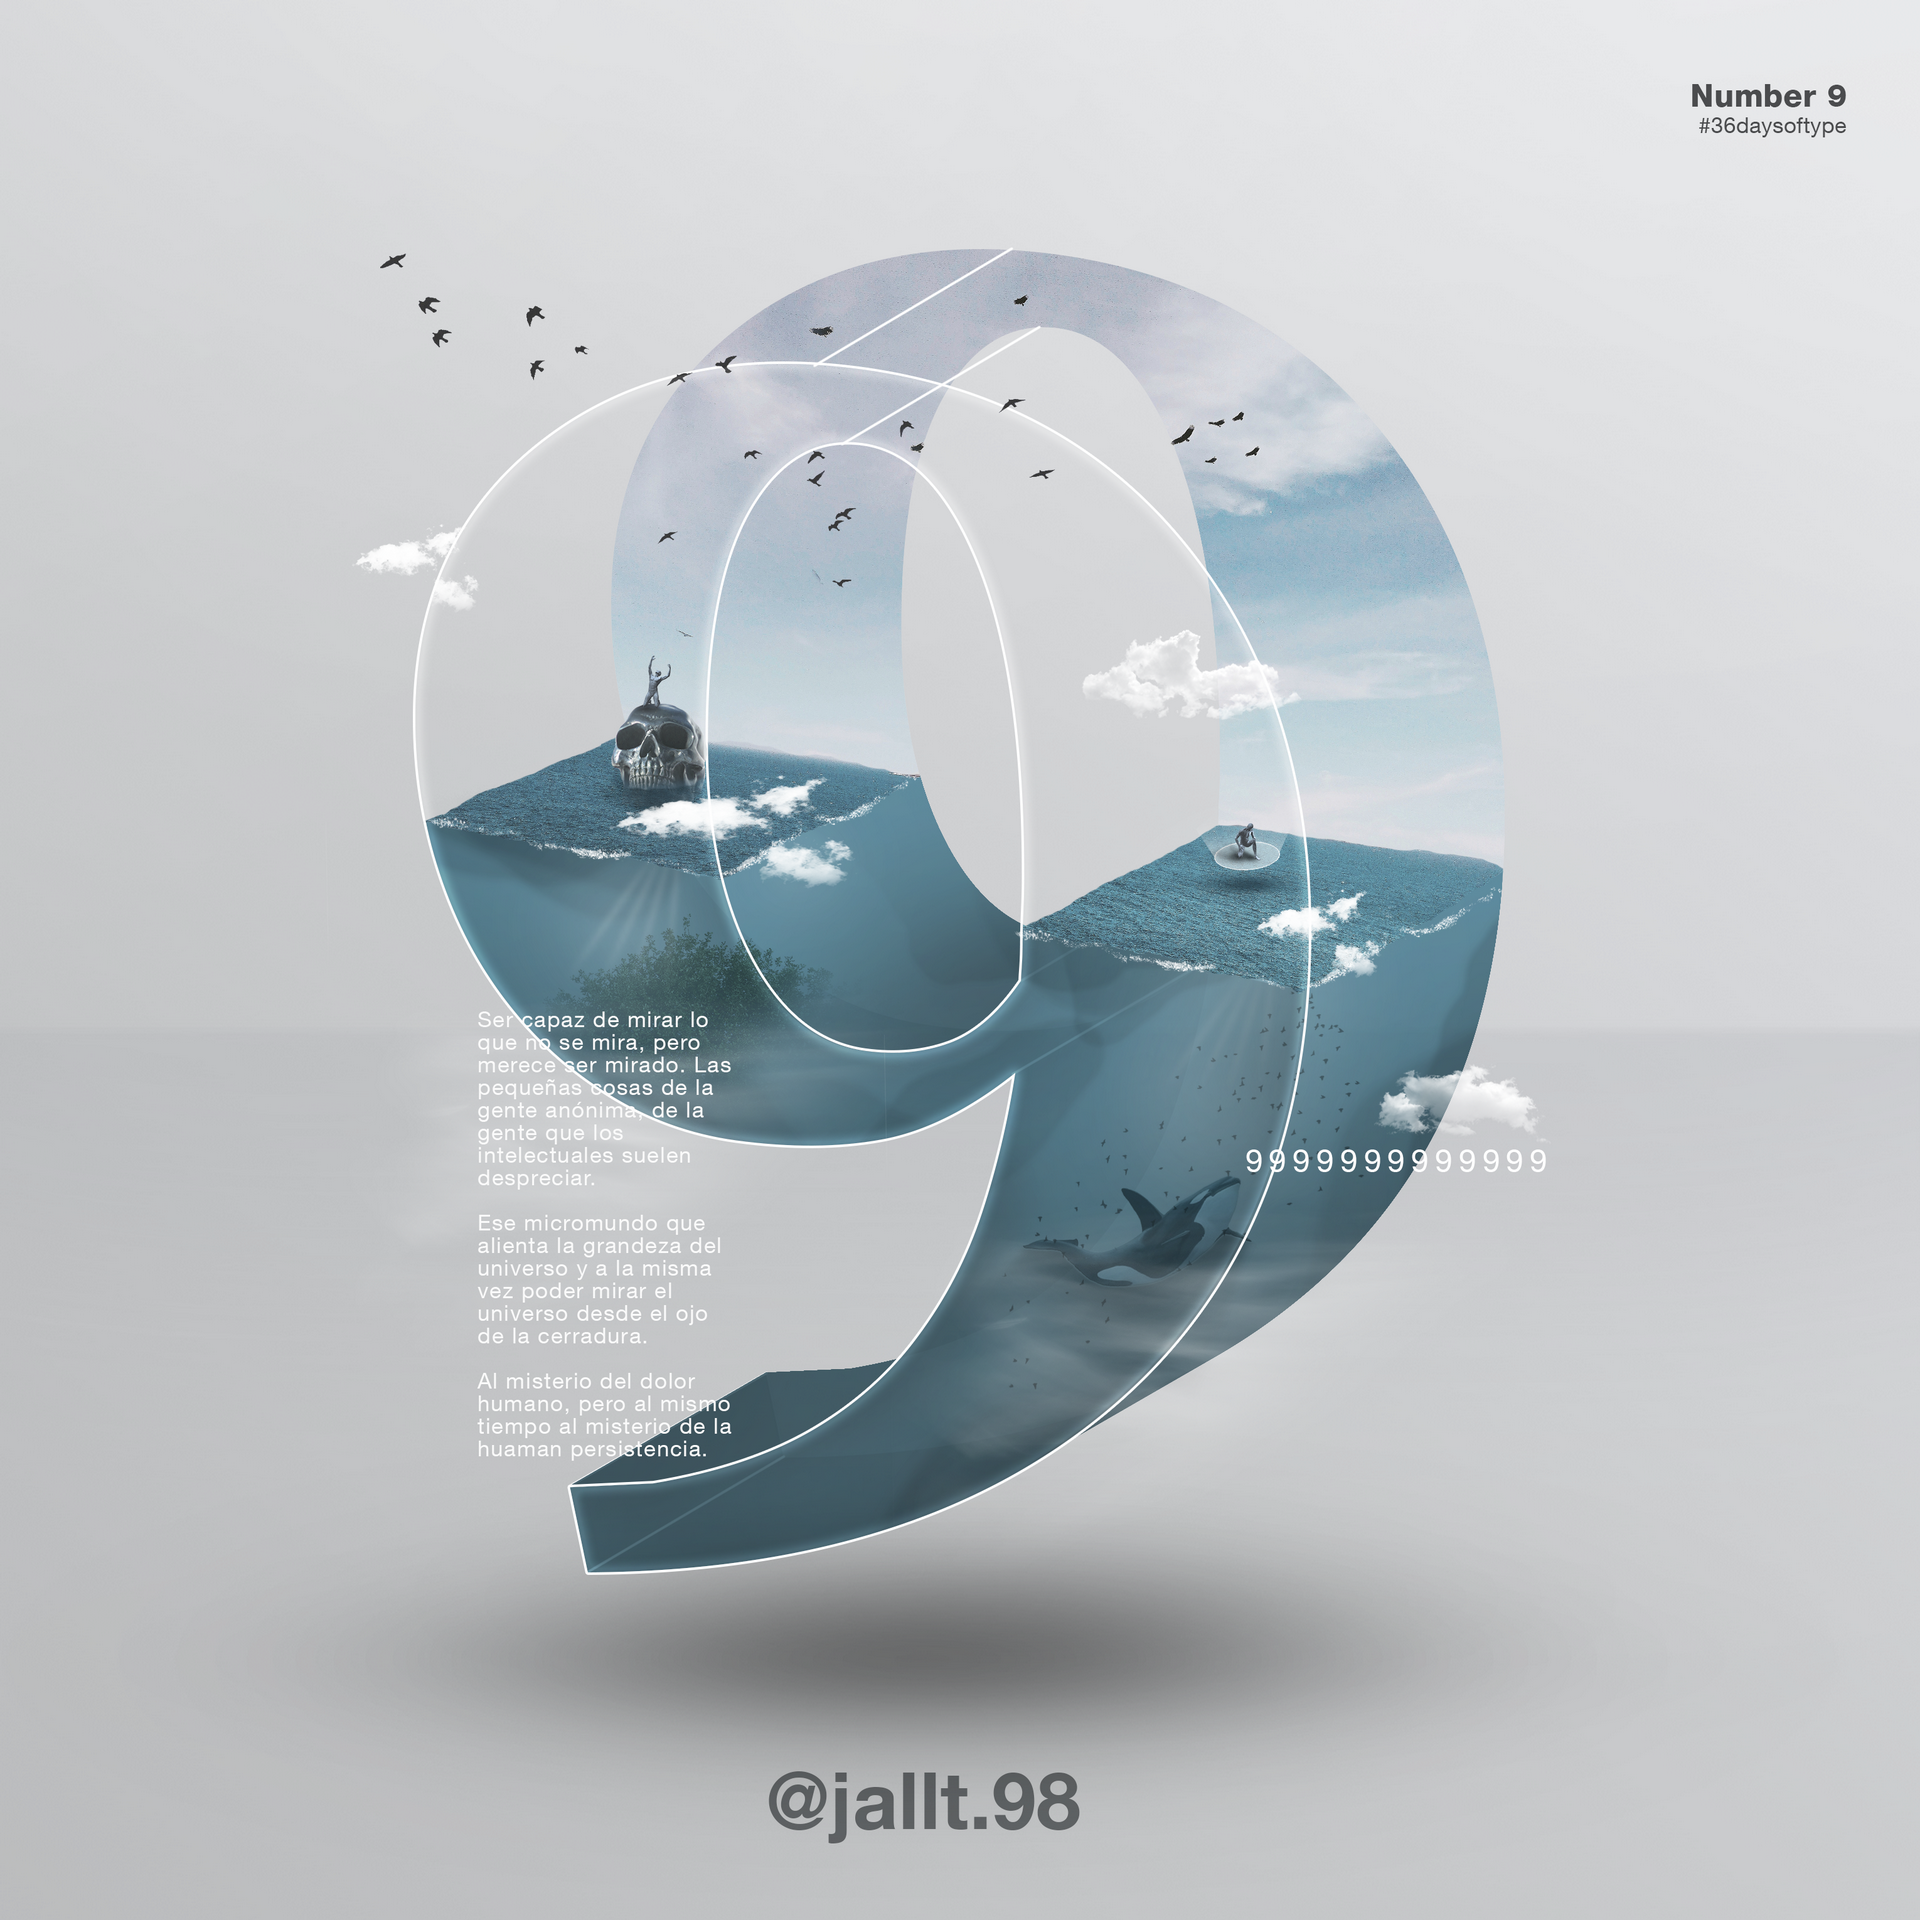 Number 9
#36daysoftype
Ser capaz de mirar lo
que no se mira, pero
merece ser mirado. Las
pequeñas cosas de la
gente anónima, de la
gente que los
intelectuales suelen
despreciar.
Ese micromundo que
alienta la grandeza del
universo y a la misma
vez poder mirar el
universo desde el ojo
de la cerradura.
Al misterio del dolor
humano, pero al mismo
tiempo al misterio de la
huaman persistencia.
9999999999999
@jallt.98